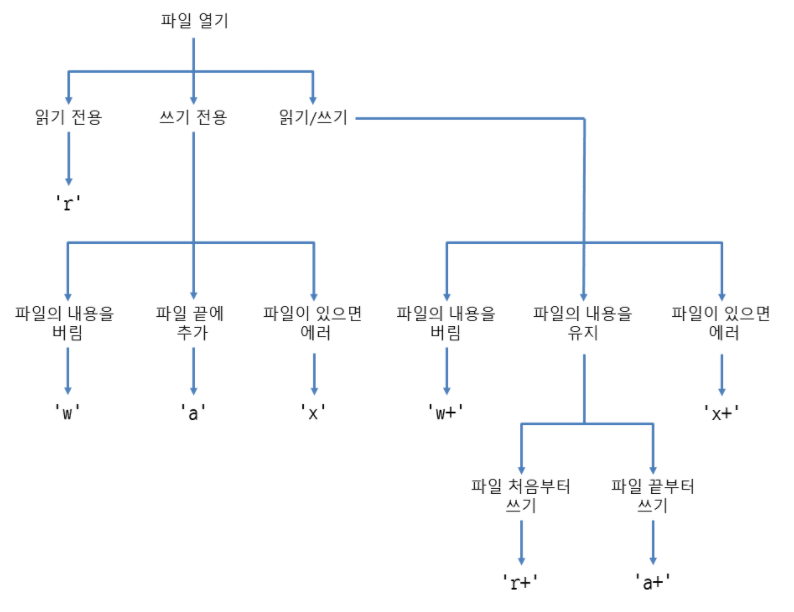 파일 열기
읽기 전용
쓰기 전용
읽기/쓰기
'r'
파일의 내용을
버림
파일 끝에
추가
파일이 있으면
에러
파일의 내용을
버림
파일의 내용을
유지
파일이 있으면
에러
'w'
'a'
'x'
'w+'
'x+'
파일 처음부터
쓰기
파일 끝부터
쓰기
'r+'
'a+'